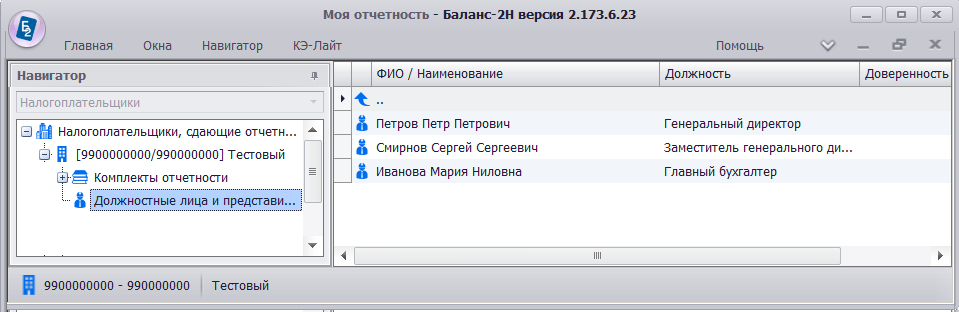 Моя отчетность - Баланс-2Н версия 2.173.6.23
Б2
Главная Окна Навигатор КЭ-Лайт Помощь
Навигатор
Налогоплательщики
Налогоплательщики, сдающие отчетн...
[9900000000/990000000] Тестовый
Комплекты отчетности
Должностные лица и представи...
ФИО / Наименование Должность Доверенность
..
Петров Петр Петрович Генеральный директор
Смирнов Сергей Сергеевич Заместитель генерального ди...
Иванова Мария Ниловна Главный бухгалтер
9900000000 - 990000000 Тестовый